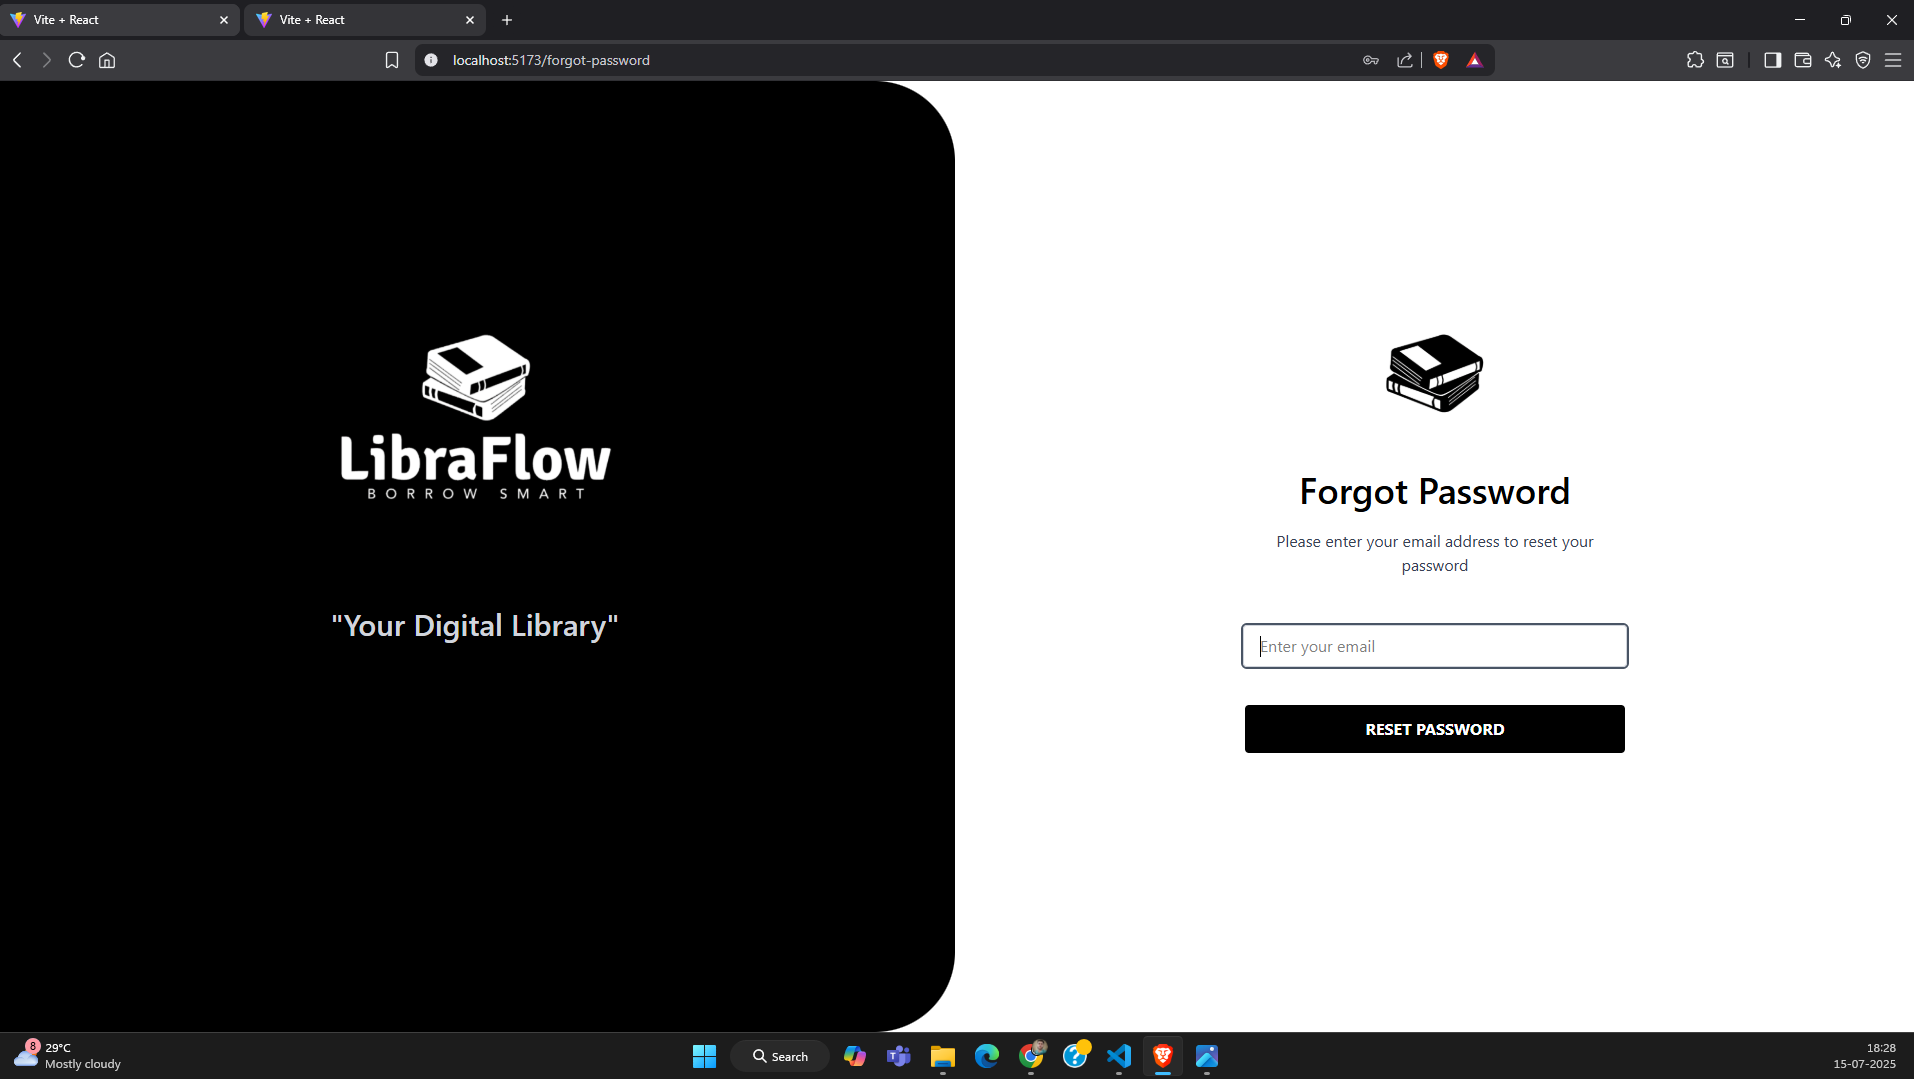 Vite + React
Vite + React
localhost:5173/forgot-password
LibraFlow
BORROW SMART
"Your Digital Library"
Forgot Password
Please enter your email address to reset your
password
Enter your email
RESET PASSWORD
8
29°C
Mostly cloudy
Search
18:28
15-07-2025